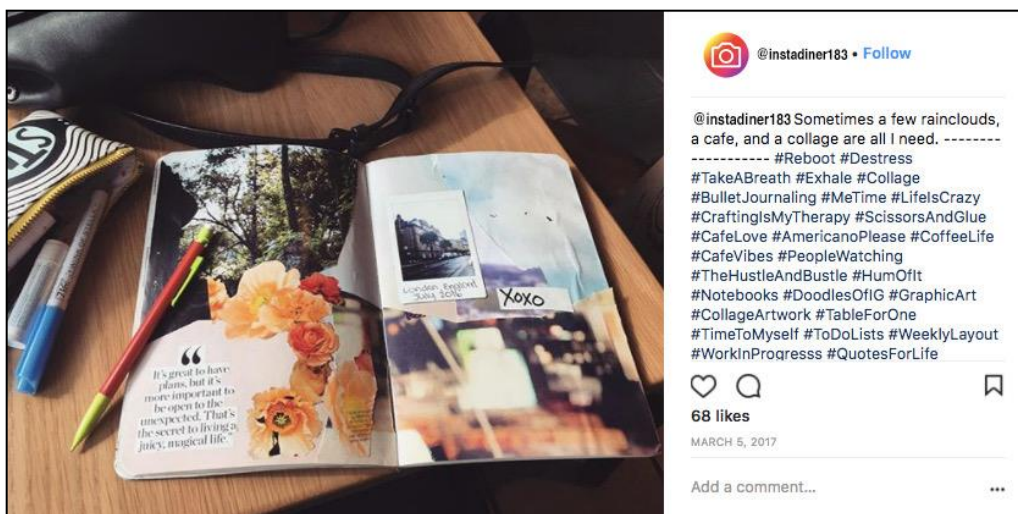 @instadiner183 • Follow
@instadiner183 Sometimes a few rainclouds,
a cafe, and a collage are all I need. --------
------------------- #Reboot #Destress
#TakeABreath #Exhale #Collage
#BulletJournaling #MeTime #LifeIsCrazy
#CraftingIsMyTherapy #ScissorsAndGlue
#CafeLove #AmericanoPlease #CoffeeLife
#CafeVibes #PeopleWatching
#TheHustleAndBustle #HumOfIt
#Notebooks #DoodlesOfIG #GraphicArt
#CollageArtwork #TableForOne
#TimeToMyself #ToDoLists #WeeklyLayout
#WorkInProgresss #QuotesForLife
68 likes
MARCH 5, 2017
Add a comment...
London, England
July 2016
XOXO
“
It's great to have
plans, but it's
more important to
be open to the
unexpected. That's
the secret to living a
juicy, magical life.”